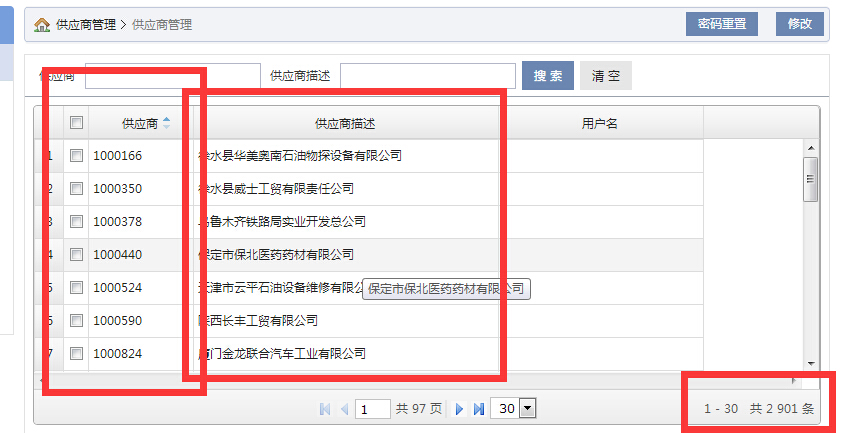 供应商管理 > 供应商管理 密码重置 修改
供应商 供应商描述 搜 索 清 空
供应商 供应商描述 用户名
1 1000166 徐水县华美奥南石油物探设备有限公司
2 1000350 徐水县威士工贸有限责任公司
3 1000378 乌鲁木齐铁路局实业开发总公司
4 1000440 保定市保北医药药材有限公司
5 1000524 天津市云平石油设备维修有限公 保定市保北医药药材有限公司
6 1000590 陕西长丰工贸有限公司
7 1000824 厦门金龙联合汽车工业有限公司
1 共 97 页 30 1 - 30 共 2 901 条